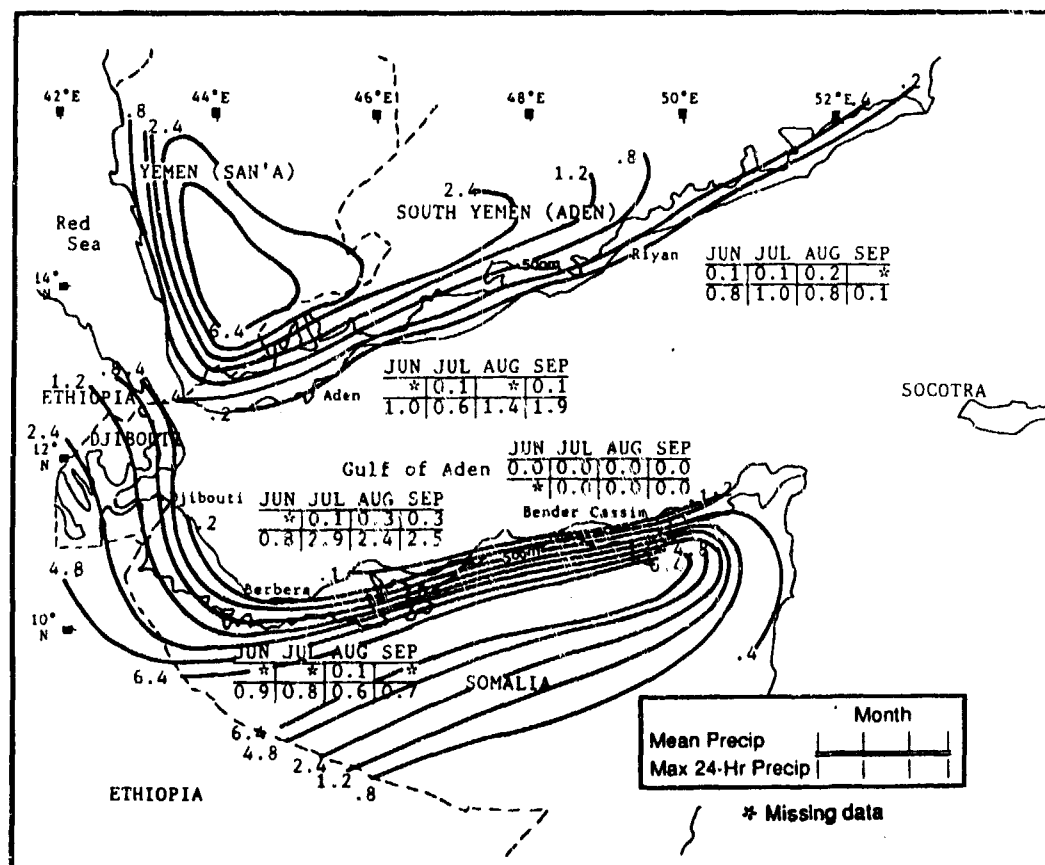 42°E 44°E 46°E 48°E 50°E 52°E
.8 2.4 .4 .2
YEMEN (SAN'A)
2.4 1.2 .8
SOUTH YEMEN (ADEN)
Red
Sea
500m
Riyan
14°
N
JUN JUL AUG SEP
0.1 0.1 0.2 *
0.8 1.0 0.8 0.1
6.4
1.2 .8 .4
ETHIOPIA
.4 .2
Aden
JUN JUL AUG SEP
* 0.1 * 0.1
1.0 0.6 1.4 1.9
SOCOTRA
2.4
DJIBOUTI
12°
N
Gulf of Aden
JUN JUL AUG SEP
0.0 0.0 0.0 0.0
* 0.0 0.0 0.0
Djibouti
.2
JUN JUL AUG SEP
* 0.1 0.3 0.3
0.8 2.9 2.4 2.5
Bender Cassim
1.2
500m
4.8
Berbera
.1
6.4 .8
10°
N
.4
JUN JUL AUG SEP
* * 0.1 *
0.9 0.8 0.6 0.7
6.4
SOMALIA
4.8
2.4
1.2
.8
ETHIOPIA
Month
Mean Precip
Max 24-Hr Precip
* Missing data